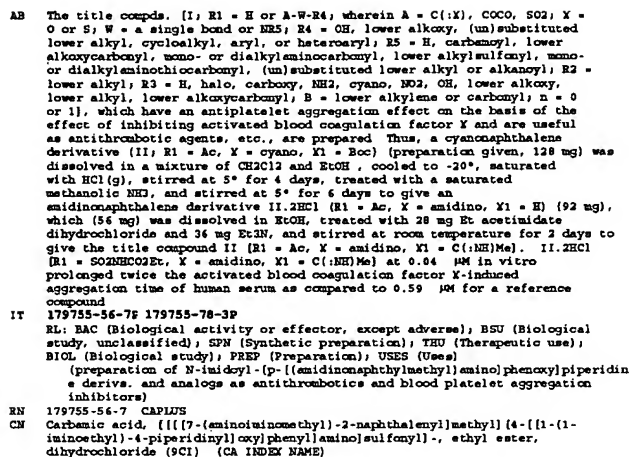 AB The title compds. [I; R1 = H or A-W-R4; wherein A = C(:X), COCO, SO2; X =
O or S; W = a single bond or NR5; R4 = OH, lower alkoxy, (un)substituted
lower alkyl, cycloalkyl, aryl, or heteroaryl; R5 = H, carbamoyl, lower
alkoxycarbonyl, mono- or dialkylaminocarbonyl, lower alkylsulfonyl, mono-
or dialkylaminothiocarbonyl, (un)substituted lower alkyl or alkanoyl; R2 =
lower alkyl; R3 = H, halo, carboxy, NH2, cyano, NO2, OH, lower alkoxy,
lower alkyl, lower alkoxycarbonyl; B = lower alkylene or carbonyl; n = 0
or 1], which have an antiplatelet aggregation effect on the basis of the
effect of inhibiting activated blood coagulation factor X and are useful
as antithrombotic agents, etc., are prepared Thus, a cyanonaphthalene
derivative (II; R1 = Ac, X = cyano, X1 = Boc) (preparation given, 128 mg) was
dissolved in a mixture of CH2Cl2 and EtOH , cooled to -20°, saturated
with HCl(g), stirred at 5° for 4 days, treated with a saturated
methanolic NH3, and stirred at 5° for 6 days to give an
amidinonaphthalene derivative II.2HCl (R1 = Ac, X = amidino, X1 = H) (92 mg),
which (56 mg) was dissolved in EtOH, treated with 28 mg Et acetimidate
dihydrochloride and 36 mg Et3N, and stirred at room temperature for 2 days to
give the title compound II [R1 = Ac, X = amidino, X1 = C(:NH)Me]. II.2HCl
[R1 = SO2NHCO2Et, X = amidino, X1 = C(:NH)Me] at 0.04 µM in vitro
prolonged twice the activated blood coagulation factor X-induced
aggregation time of human serum as compared to 0.59 µM for a reference
compound
IT 179755-56-7P 179755-78-3P
RL: BAC (Biological activity or effector, except adverse); BSU (Biological
study, unclassified); SPN (Synthetic preparation); THU (Therapeutic use);
BIOL (Biological study); PREP (Preparation); USES (Uses)
(preparation of N-imidoyl-(p-[(amidinonaphthylmethyl)amino]phenoxy]piperidin
e derivs. and analogs as antithrombotics and blood platelet aggregation
inhibitors)
RN 179755-56-7 CAPLUS
CN Carbamic acid, [[[[7-(aminoiminomethyl)-2-naphthalenyl]methyl][4-[[1-(1-
iminoethyl)-4-piperidinyl]oxy]phenyl]amino]sulfonyl]-, ethyl ester,
dihydrochloride (9CI) (CA INDEX NAME)